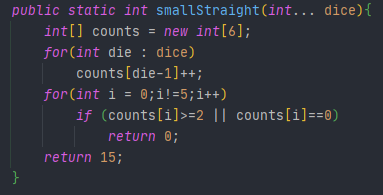 public static int smallStraight(int... dice){
    int[] counts = new int[6];
    for(int die : dice)
        counts[die-1]++;
    for(int i = 0;i!=5;i++)
        if (counts[i]>=2 || counts[i]==0)
            return 0;
    return 15;
}